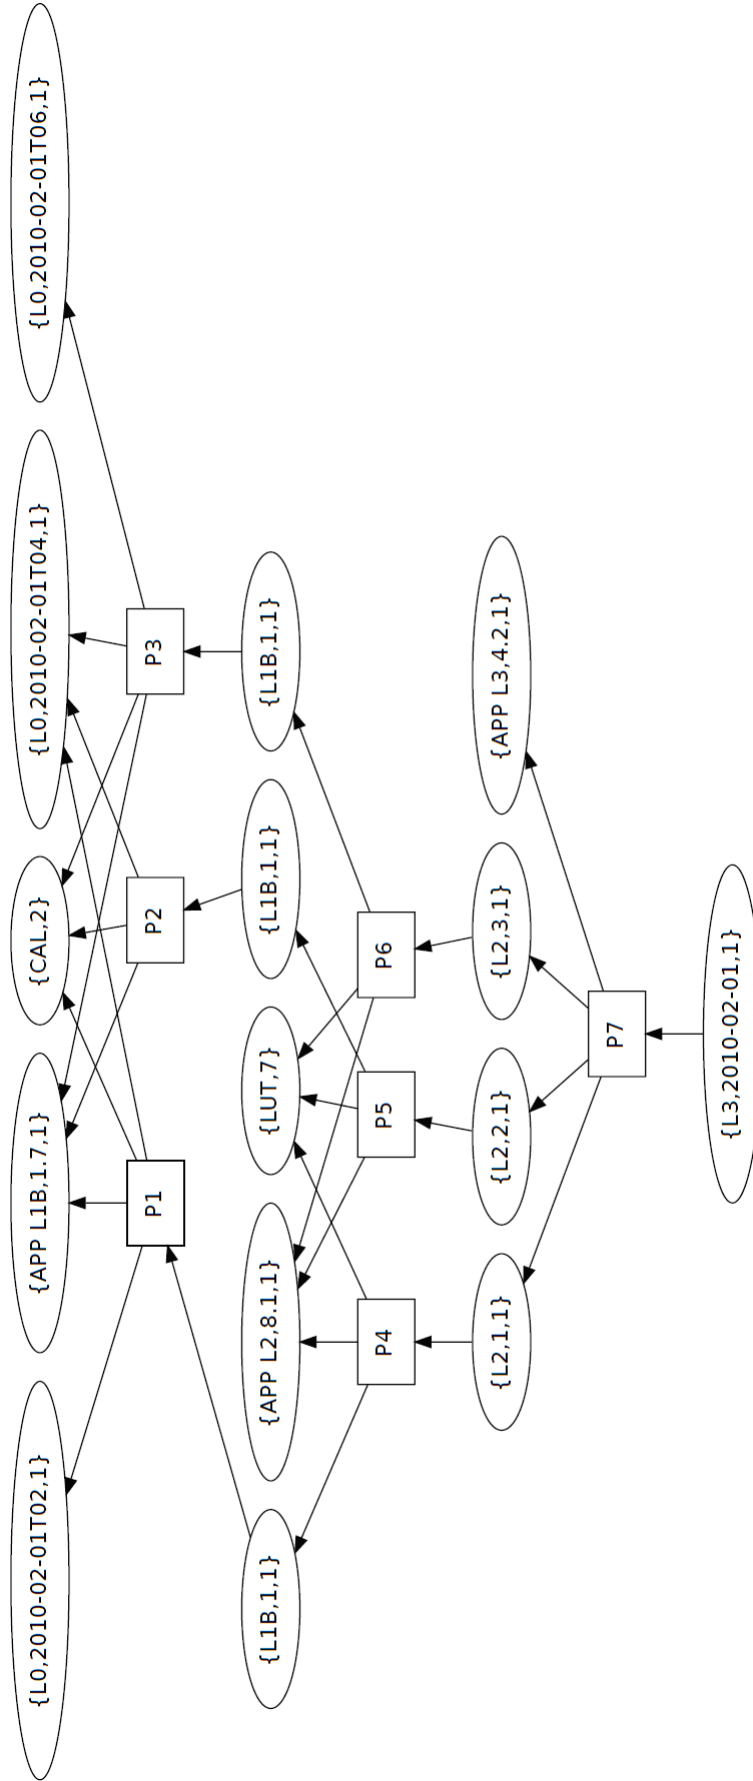 {L0,2010-02-01T02,1}
{APP L1B,1.7,1}
{CAL,2}
{L0,2010-02-01T04,1}
{L0,2010-02-01T06,1}
P1
P2
P3
{L1B,1,1}
{APP L2,8.1,1}
{LUT,7}
{L1B,1,1}
{L1B,1,1}
P4
P5
P6
{L2,1,1}
{L2,2,1}
{L2,3,1}
{APP L3,4.2,1}
P7
{L3,2010-02-01,1}